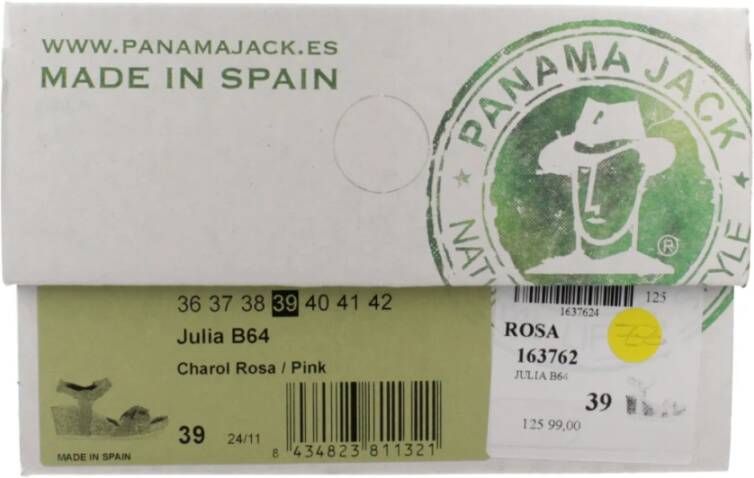 WWW.PANAMAJACK.ES
MADE IN SPAIN
PANAMA JACK
®
36 37 38 39 40 41 42
Julia B64
Charol Rosa / Pink
39 24/11
8 434823 811321
MADE IN SPAIN
125
1637624
ROSA
163762
JULIA B64
39
125 99,00